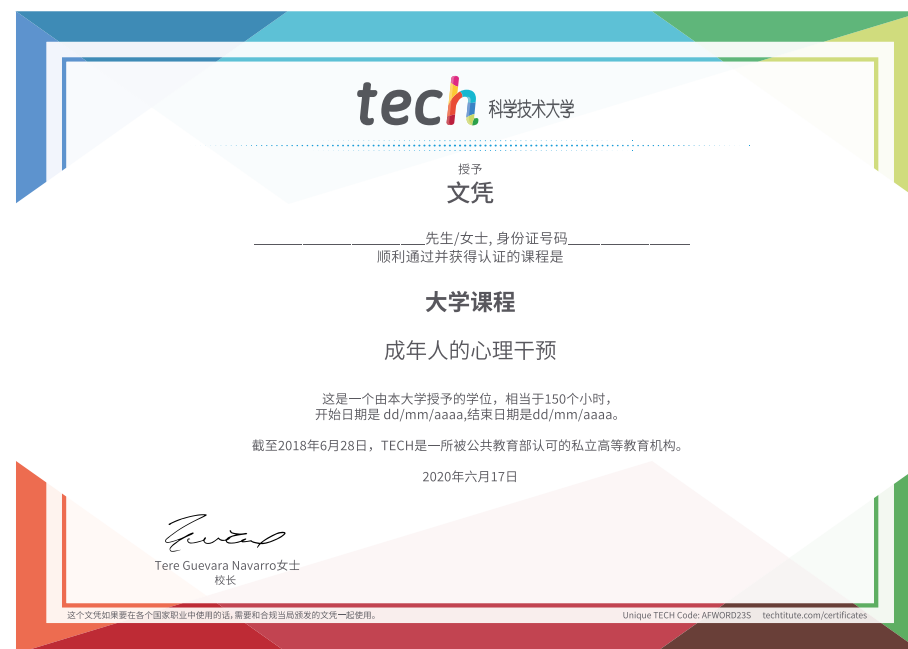 tech 科学技术大学
授予
文凭
先生/女士, 身份证号码
顺利通过并获得认证的课程是
大学课程
成年人的心理干预
这是一个由本大学授予的学位，相当于150个小时，
开始日期是 dd/mm/aaaa,结束日期是dd/mm/aaaa。
截至2018年6月28日，TECH是一所被公共教育部认可的私立高等教育机构。
2020年六月17日
Tere Guevara Navarro女士
校长
这个文凭如果要在各个国家职业中使用的话,需要和合规当局颁发的文凭一起使用。
Unique TECH Code: AFWORD23S techtitute.com/certificates